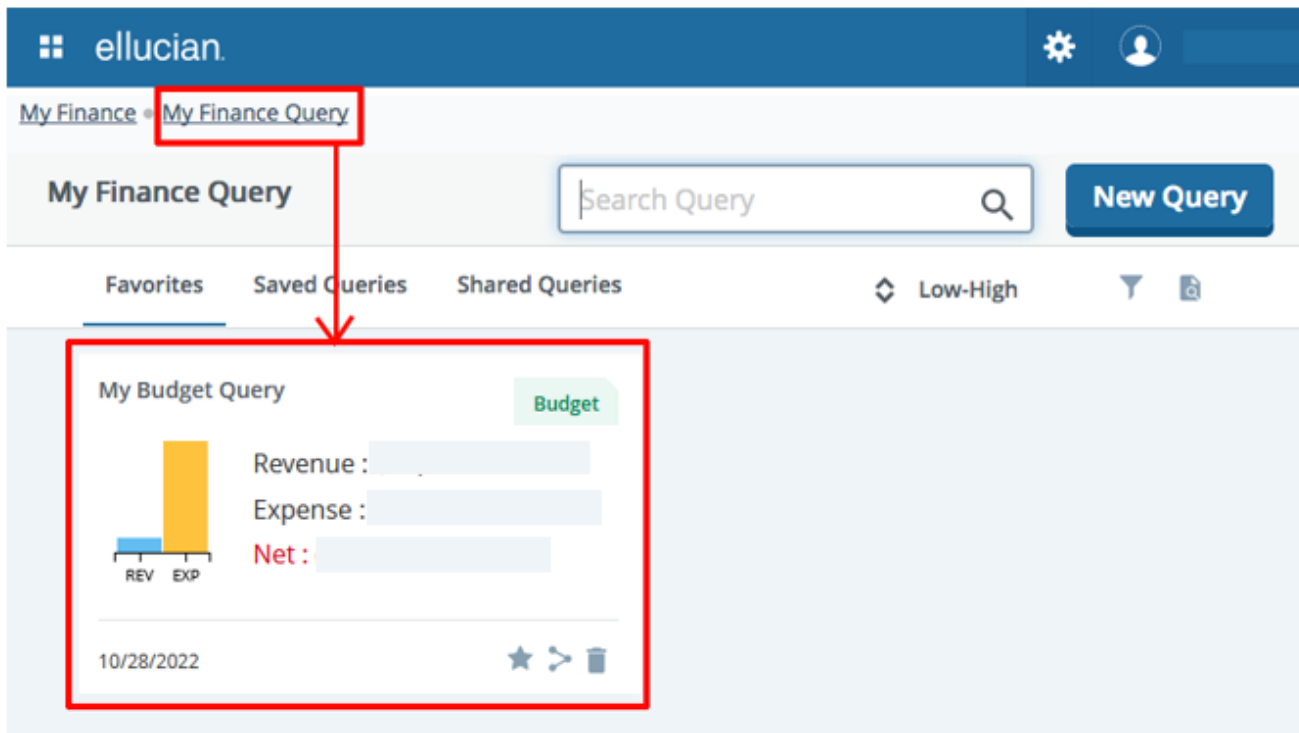 ellucian.
My Finance • My Finance Query
My Finance Query
Search Query
New Query
Favorites Saved Queries Shared Queries Low-High
My Budget Query
Budget
Revenue :
Expense :
Net :
REV EXP
10/28/2022